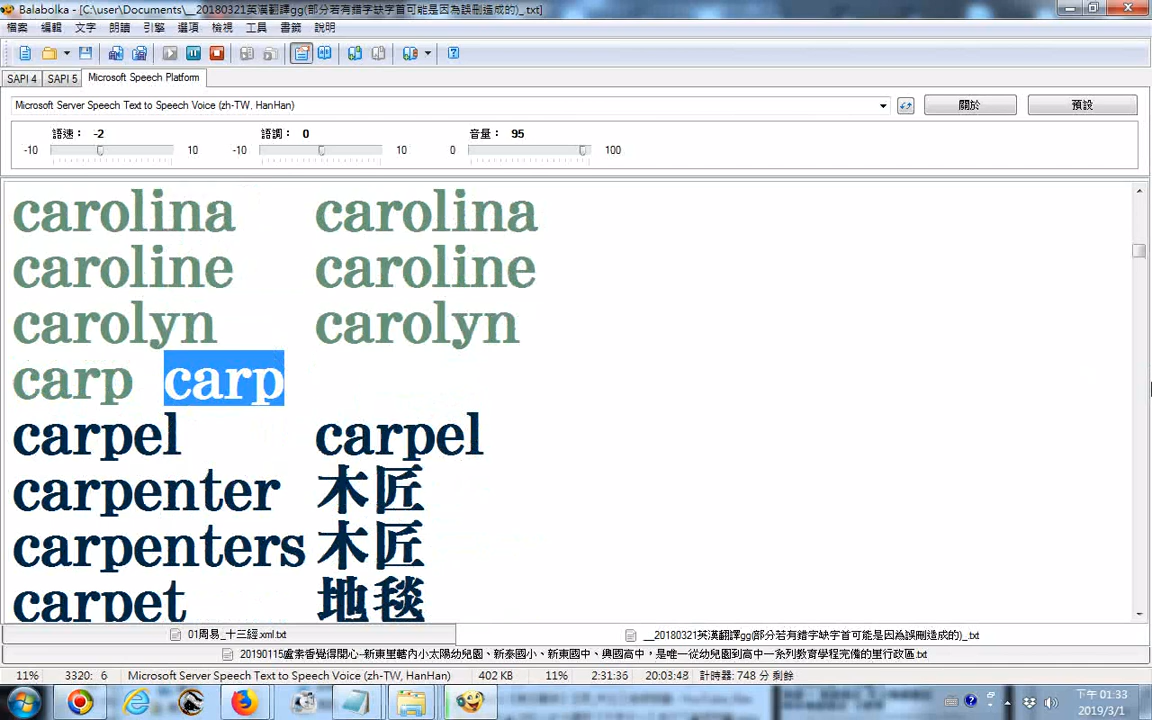 Balabolka - [C:\user\Documents\__20180321英漢翻譯gg(部分若有錯字缺字首可能是因為誤刪造成的)_.txt]
檔案 編輯 文字 朗讀 引擎 選項 檢視 工具 書籤 說明
SAPI 4 SAPI 5 Microsoft Speech Platform
Microsoft Server Speech Text to Speech Voice (zh-TW, HanHan) 關於 預設
語速： -2 語調： 0 音量： 95
-10 10 -10 10 0 100
carolina carolina
caroline caroline
carolyn carolyn
carp carp
carpel carpel
carpenter 木匠
carpenters 木匠
carpet 地毯
01周易_十三經.xml.txt __20180321英漢翻譯gg(部分若有錯字缺字首可能是因為誤刪造成的)_.txt
20190115盧素香覺得開心-新東里轄內小太陽幼兒園、新泰國小、新東國中、興國高中，是唯一從幼兒園到高中一系列教育學程完備的里行政區.txt
11% 3320: 6 Microsoft Server Speech Text to Speech Voice (zh-TW, HanHan) 402 KB 11% 2:31:36 20:03:48 計時器: 748 分 剩餘
下午 01:33
2019/3/1